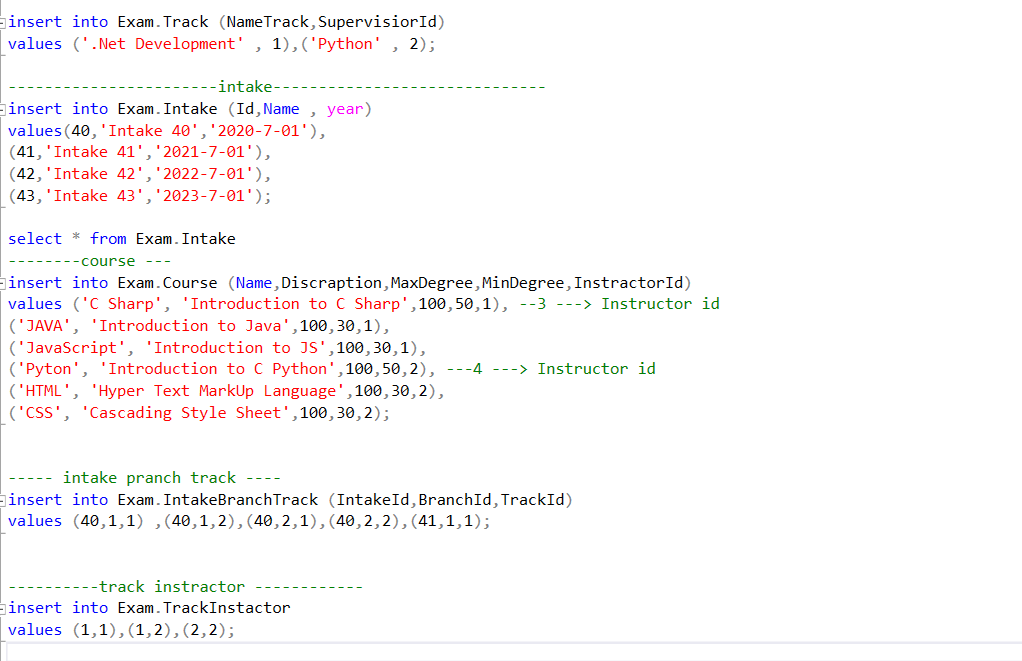 insert into Exam.Track (NameTrack,SupervisiorId)
values ('.Net Development' , 1),('Python' , 2);
-----------------------intake------------------------------
insert into Exam.Intake (Id,Name , year)
values(40,'Intake 40','2020-7-01'),
(41,'Intake 41','2021-7-01'),
(42,'Intake 42','2022-7-01'),
(43,'Intake 43','2023-7-01');
select * from Exam.Intake
--------course ---
insert into Exam.Course (Name,Discraption,MaxDegree,MinDegree,InstractorId)
values ('C Sharp', 'Introduction to C Sharp',100,50,1), --3 ---> Instructor id
('JAVA', 'Introduction to Java',100,30,1),
('JavaScript', 'Introduction to JS',100,30,1),
('Pyton', 'Introduction to C Python',100,50,2), ---4 ---> Instructor id
('HTML', 'Hyper Text MarkUp Language',100,30,2),
('CSS', 'Cascading Style Sheet',100,30,2);
----- intake pranch track ----
insert into Exam.IntakeBranchTrack (IntakeId,BranchId,TrackId)
values (40,1,1) ,(40,1,2),(40,2,1),(40,2,2),(41,1,1);
----------track instractor ------------
insert into Exam.TrackInstactor
values (1,1),(1,2),(2,2);